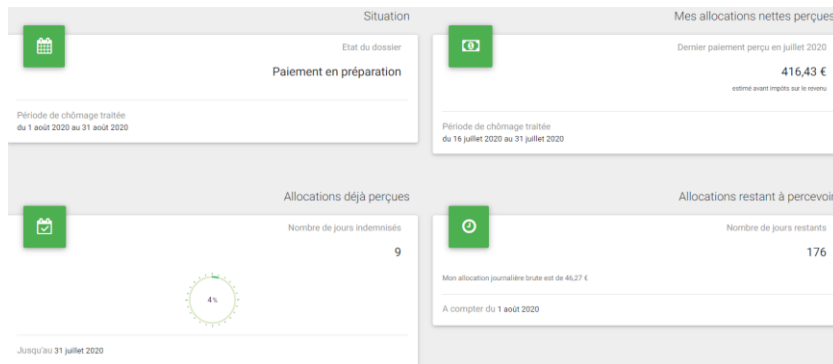 Situation
Etat du dossier
Paiement en préparation
Période de chômage traitée
du 1 août 2020 au 31 août 2020
Mes allocations nettes perçues
Dernier paiement perçu en juillet 2020
416,43 €
estimé avant impôts sur le revenu
Période de chômage traitée
du 16 juillet 2020 au 31 juillet 2020
Allocations déjà perçues
Nombre de jours indemnisés
9
4 %
Jusqu'au 31 juillet 2020
Allocations restant à percevoir
Nombre de jours restants
176
Mon allocation journalière brute est de 46,27 €
A compter du 1 août 2020